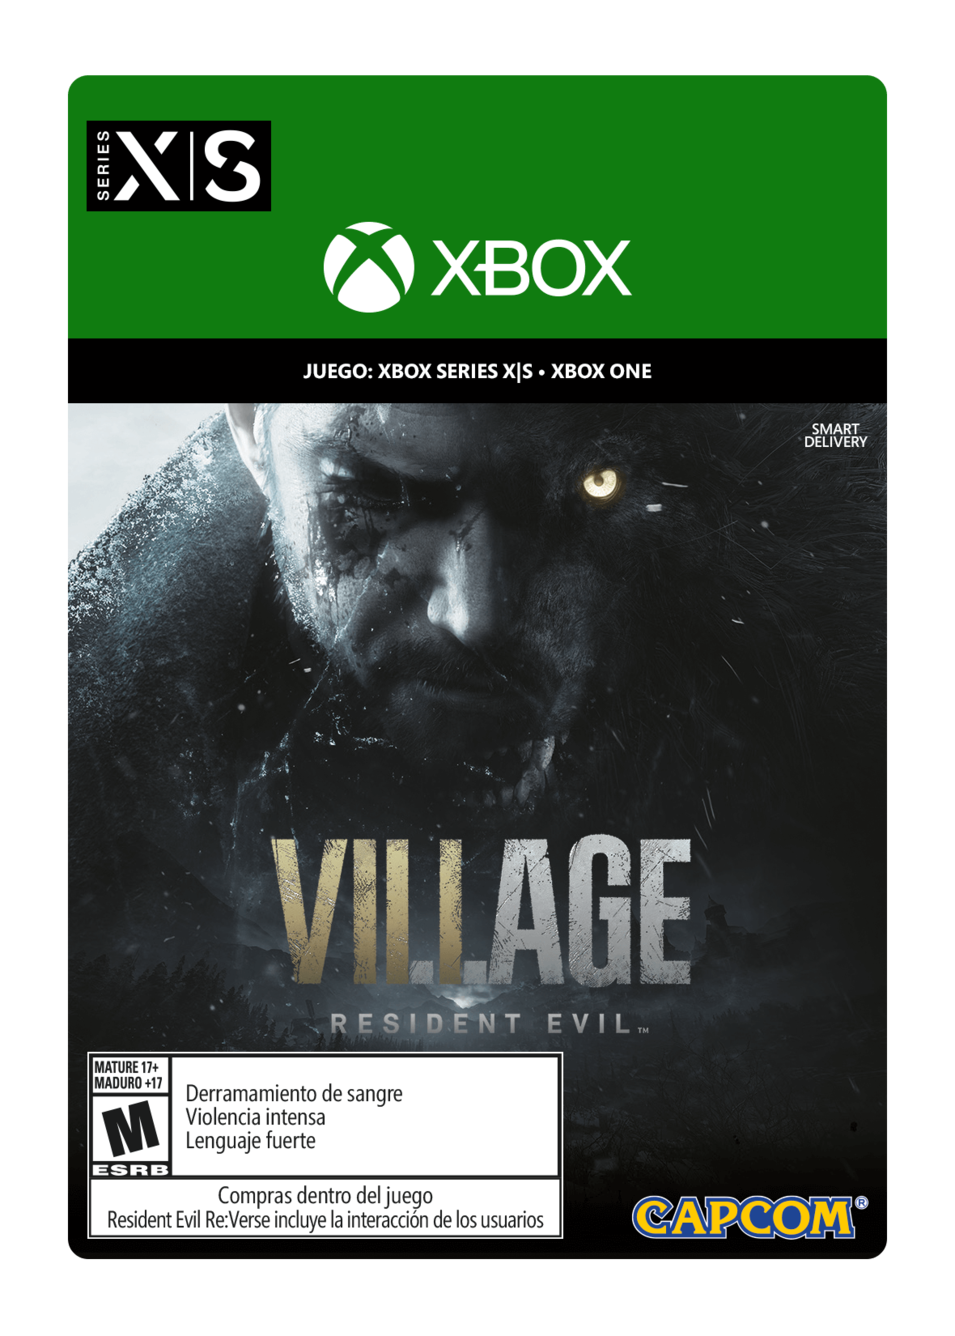 SERIES X|S
XBOX
JUEGO: XBOX SERIES X|S • XBOX ONE
SMART
DELIVERY
VILLAGE
RESIDENT EVIL™
MATURE 17+
MADURO +17
M
ESRB
Derramamiento de sangre
Violencia intensa
Lenguaje fuerte
Compras dentro del juego
Resident Evil Re:Verse incluye la interacción de los usuarios
CAPCOM®